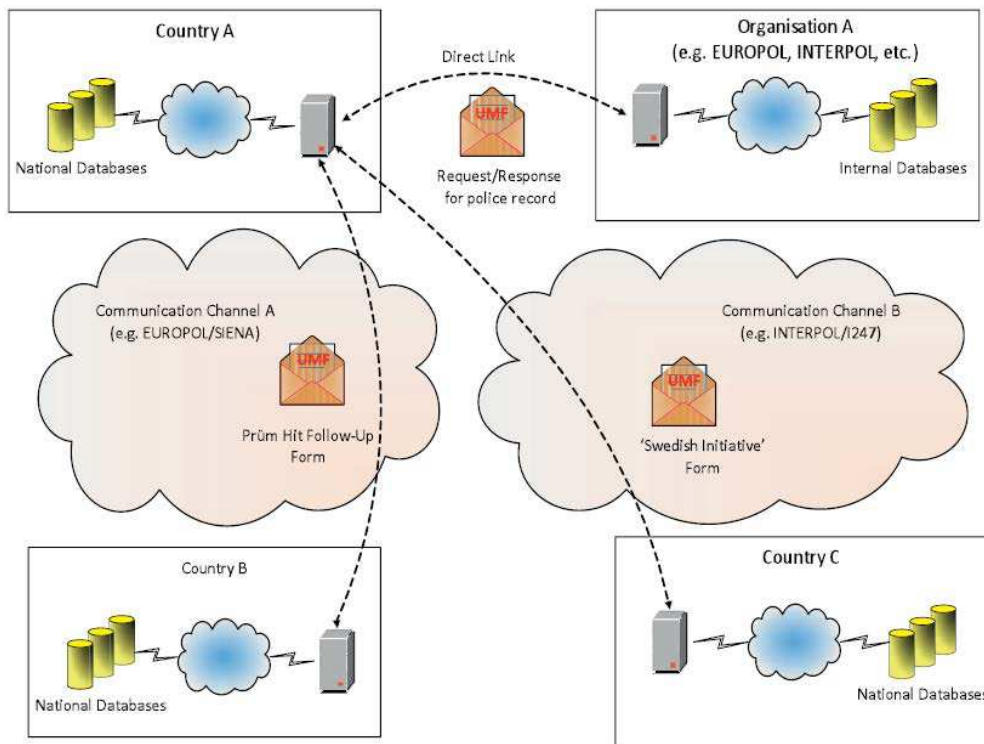 Country A
National Databases
Direct Link
UMF
Request/Response
for police record
Organisation A
(e.g. EUROPOL, INTERPOL, etc.)
Internal Databases
Communication Channel A
(e.g. EUROPOL/SIENA)
UMF
Prüm Hit Follow-Up
Form
Communication Channel B
(e.g. INTERPOL/I247)
UMF
‘Swedish Initiative’
Form
Country B
National Databases
Country C
National Databases